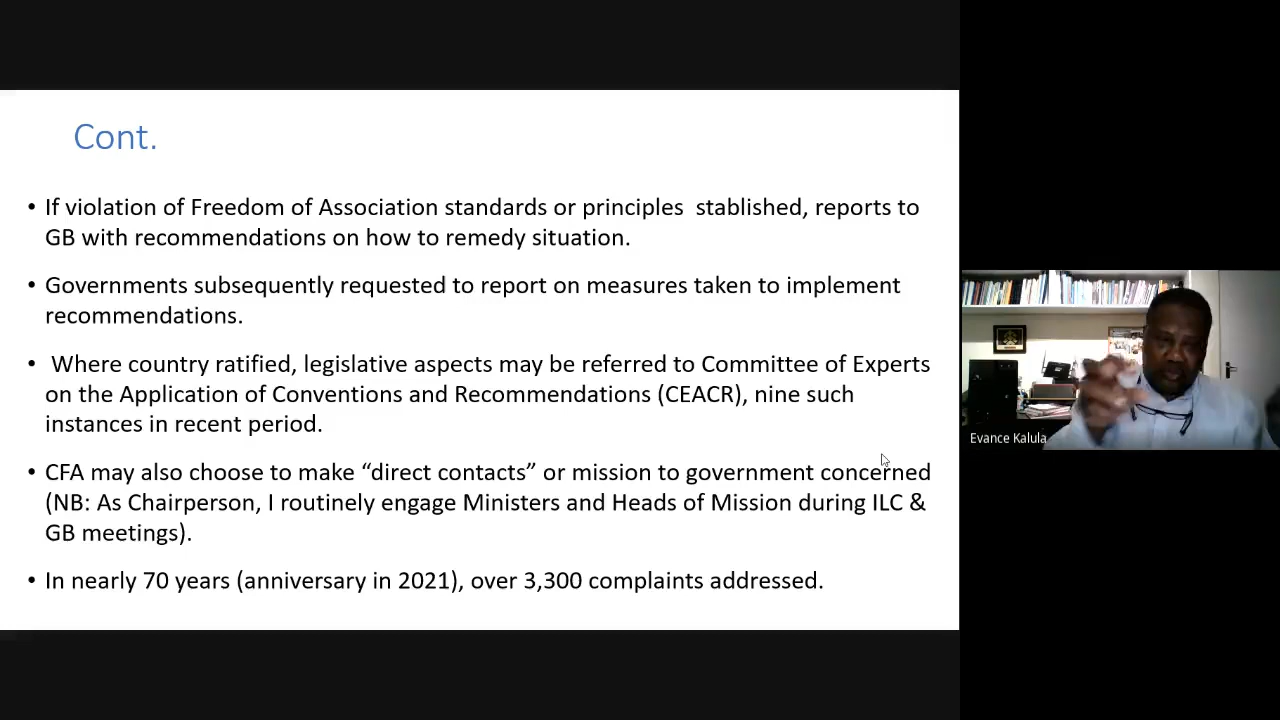 Cont.
• If violation of Freedom of Association standards or principles stablished, reports to
GB with recommendations on how to remedy situation.
• Governments subsequently requested to report on measures taken to implement
recommendations.
• Where country ratified, legislative aspects may be referred to Committee of Experts
on the Application of Conventions and Recommendations (CEACR), nine such
instances in recent period.
• CFA may also choose to make “direct contacts” or mission to government concerned
(NB: As Chairperson, I routinely engage Ministers and Heads of Mission during ILC &
GB meetings).
• In nearly 70 years (anniversary in 2021), over 3,300 complaints addressed.
Evance Kalula